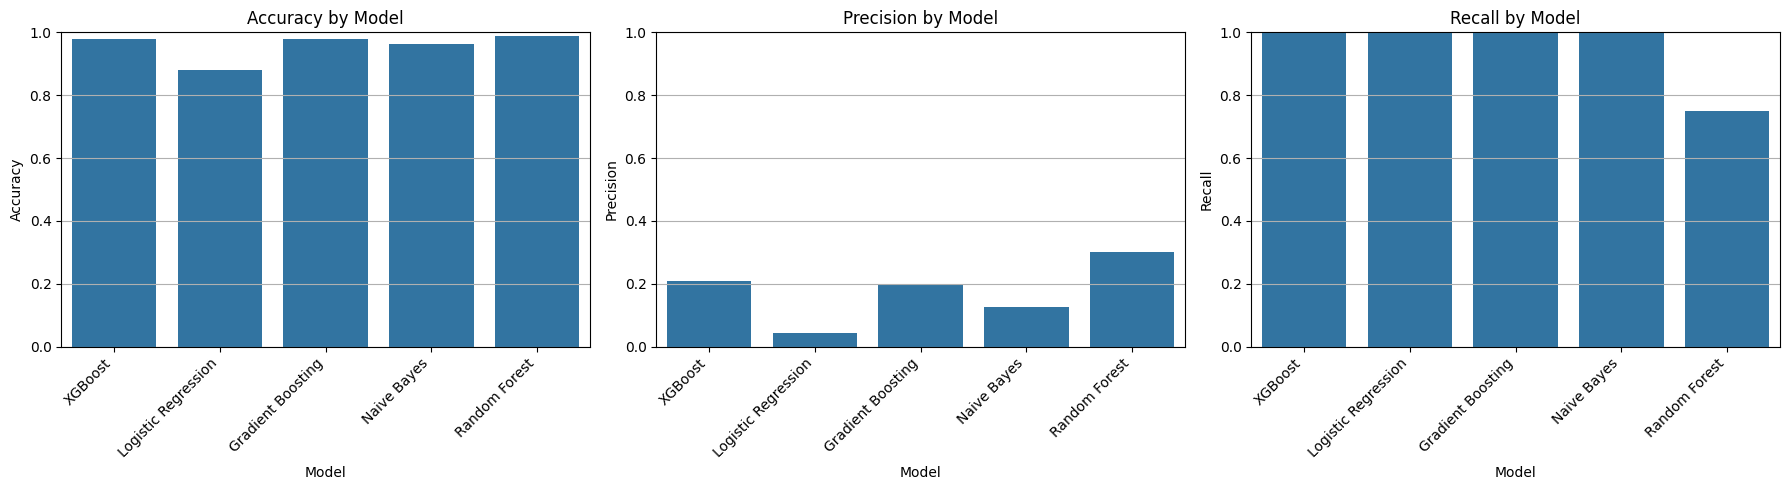 Accuracy by Model
1.0
0.8
0.6
0.4
0.2
0.0
Accuracy
XGBoost
Logistic Regression
Gradient Boosting
Naive Bayes
Random Forest
Model
Precision by Model
1.0
0.8
0.6
0.4
0.2
0.0
Precision
XGBoost
Logistic Regression
Gradient Boosting
Naive Bayes
Random Forest
Model
Recall by Model
1.0
0.8
0.6
0.4
0.2
0.0
Recall
XGBoost
Logistic Regression
Gradient Boosting
Naive Bayes
Random Forest
Model